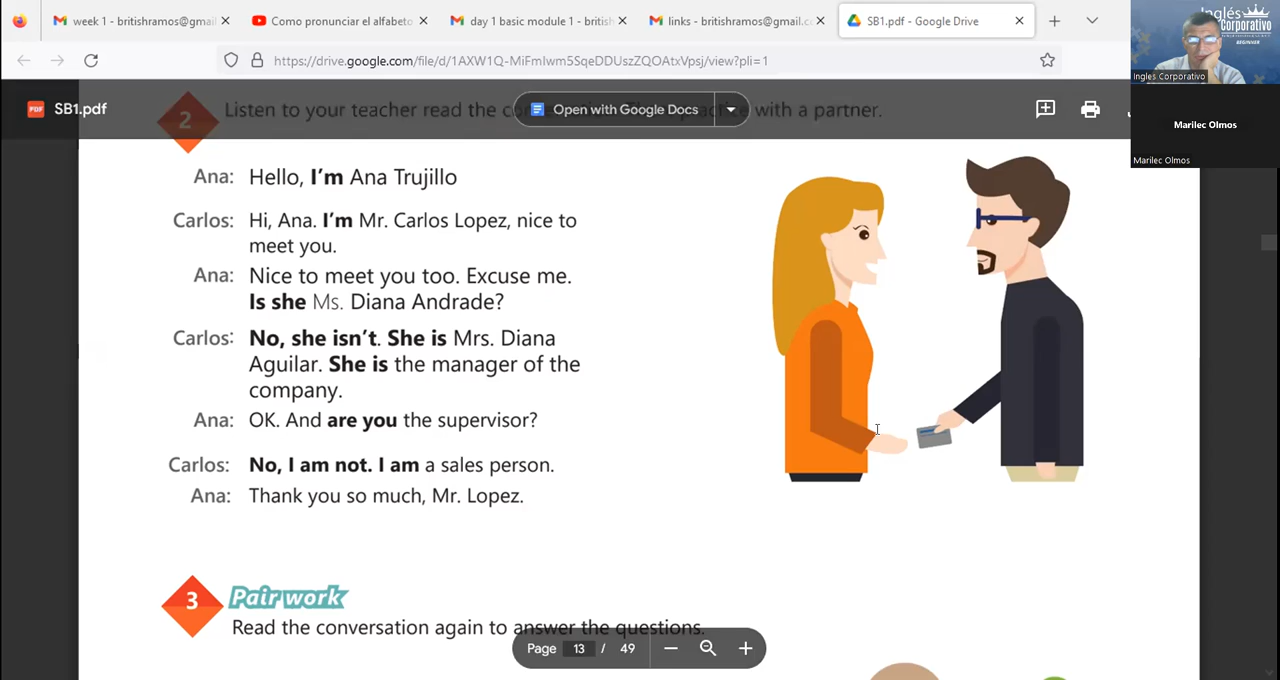 week 1 - britishramos@gmail
Como pronunciar el alfabeto
day 1 basic module 1 - british
links - britishramos@gmail.c
SB1.pdf - Google Drive
https://drive.google.com/file/d/1AXW1Q-MiFmIwm5SqeDDUszZQOAtxVpsj/view?pli=1
Inglés
Corporativo
BEGINNER
Ingles Corporativo
Marilec Olmos
Marilec Olmos
PDF
SB1.pdf
Open with Google Docs
2
Listen to your teacher read the with a partner.
Ana: Hello, I'm Ana Trujillo
Carlos: Hi, Ana. I'm Mr. Carlos Lopez, nice to
meet you.
Ana: Nice to meet you too. Excuse me.
Is she Ms. Diana Andrade?
Carlos: No, she isn't. She is Mrs. Diana
Aguilar. She is the manager of the
company.
Ana: OK. And are you the supervisor?
Carlos: No, I am not. I am a sales person.
Ana: Thank you so much, Mr. Lopez.
3
Pair work
Read the conversation again to answer the questions.
Page 13 / 49